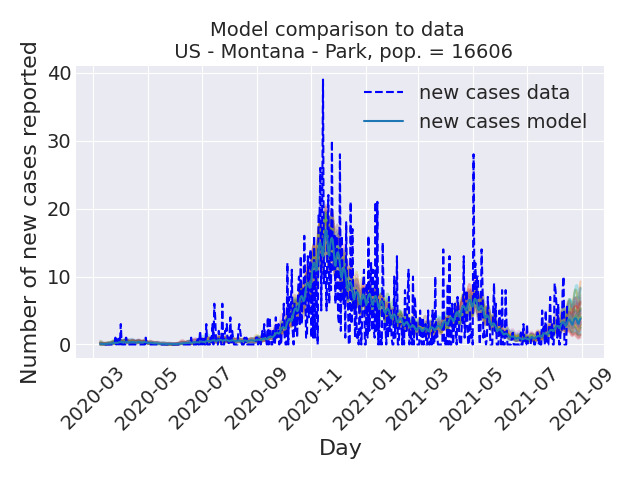 Model comparison to data
US - Montana - Park, pop. = 16606
Number of new cases reported
40
30
20
10
0
new cases data
new cases model
2020-03
2020-05
2020-07
2020-09
2020-11
2021-01
2021-03
2021-05
2021-07
2021-09
Day